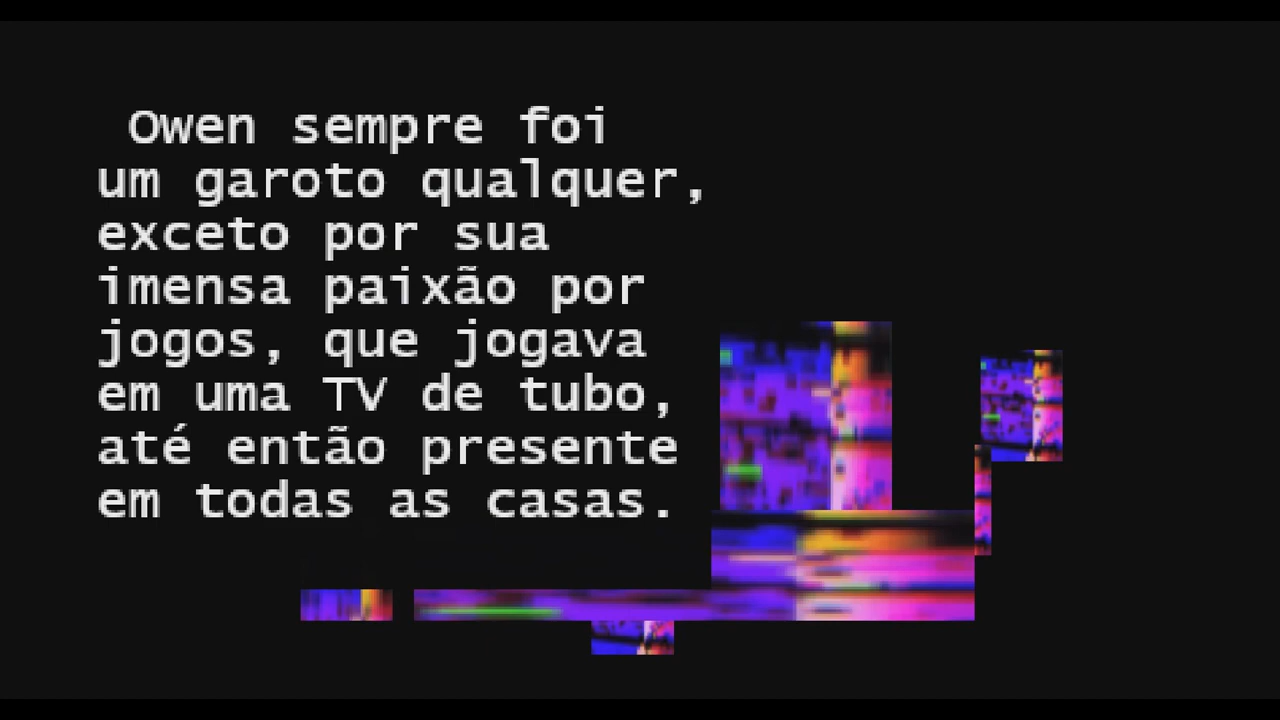 Owen sempre foi
um garoto qualquer,
exceto por sua
imensa paixão por
jogos, que jogava
em uma TV de tubo,
até então presente
em todas as casas.